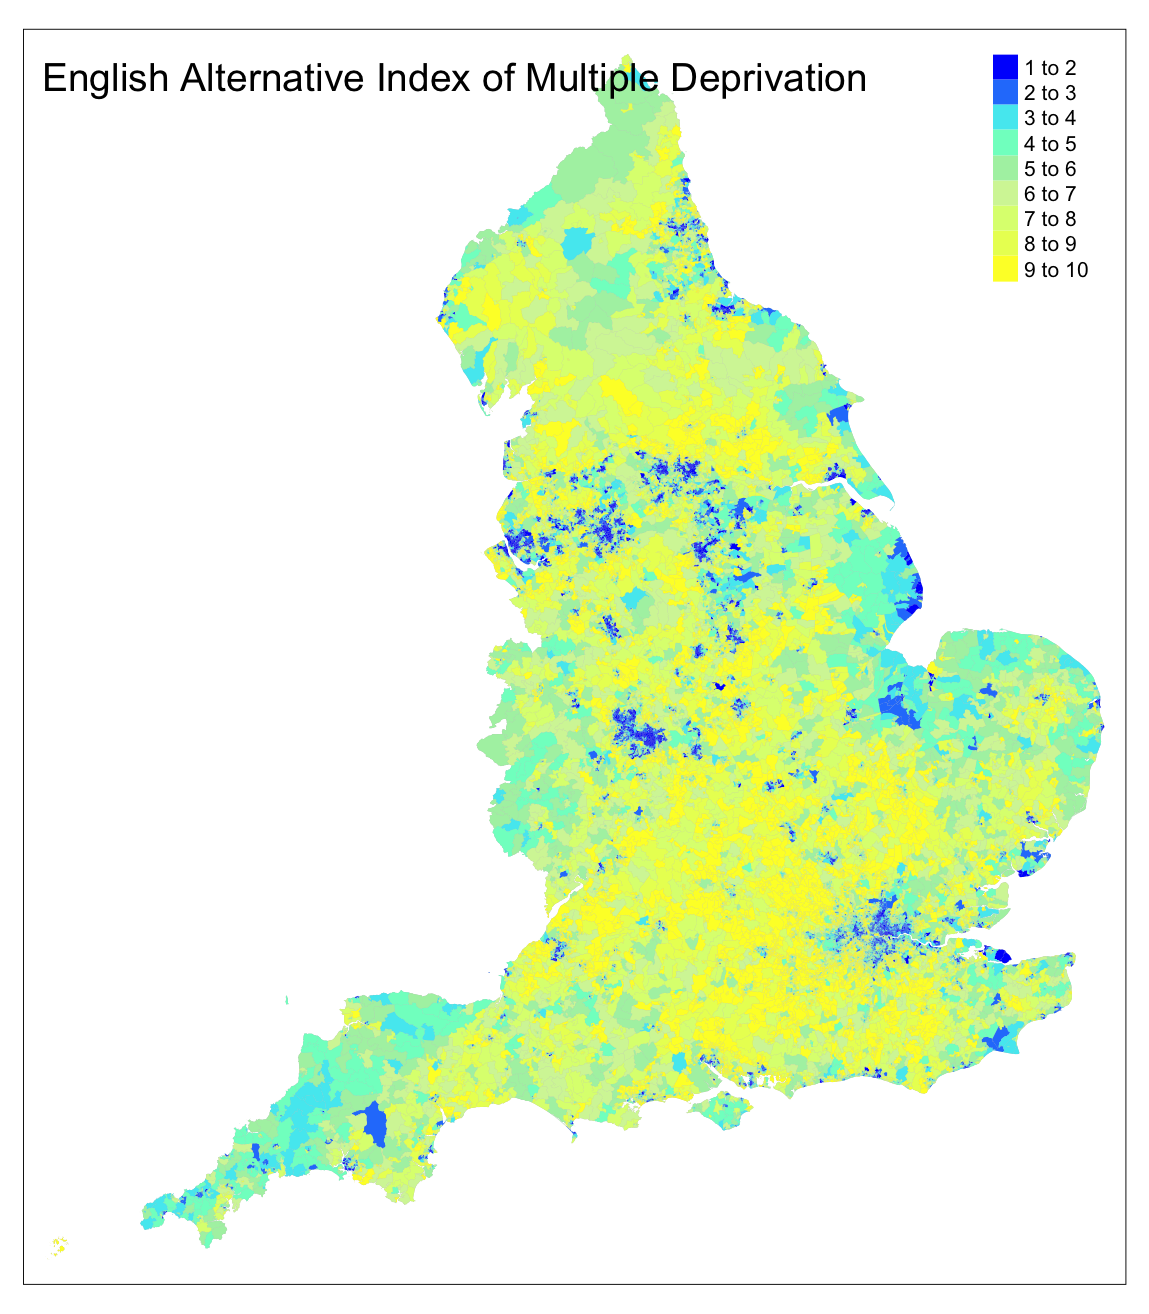 English Alternative Index of Multiple Deprivation
1 to 2
2 to 3
3 to 4
4 to 5
5 to 6
6 to 7
7 to 8
8 to 9
9 to 10